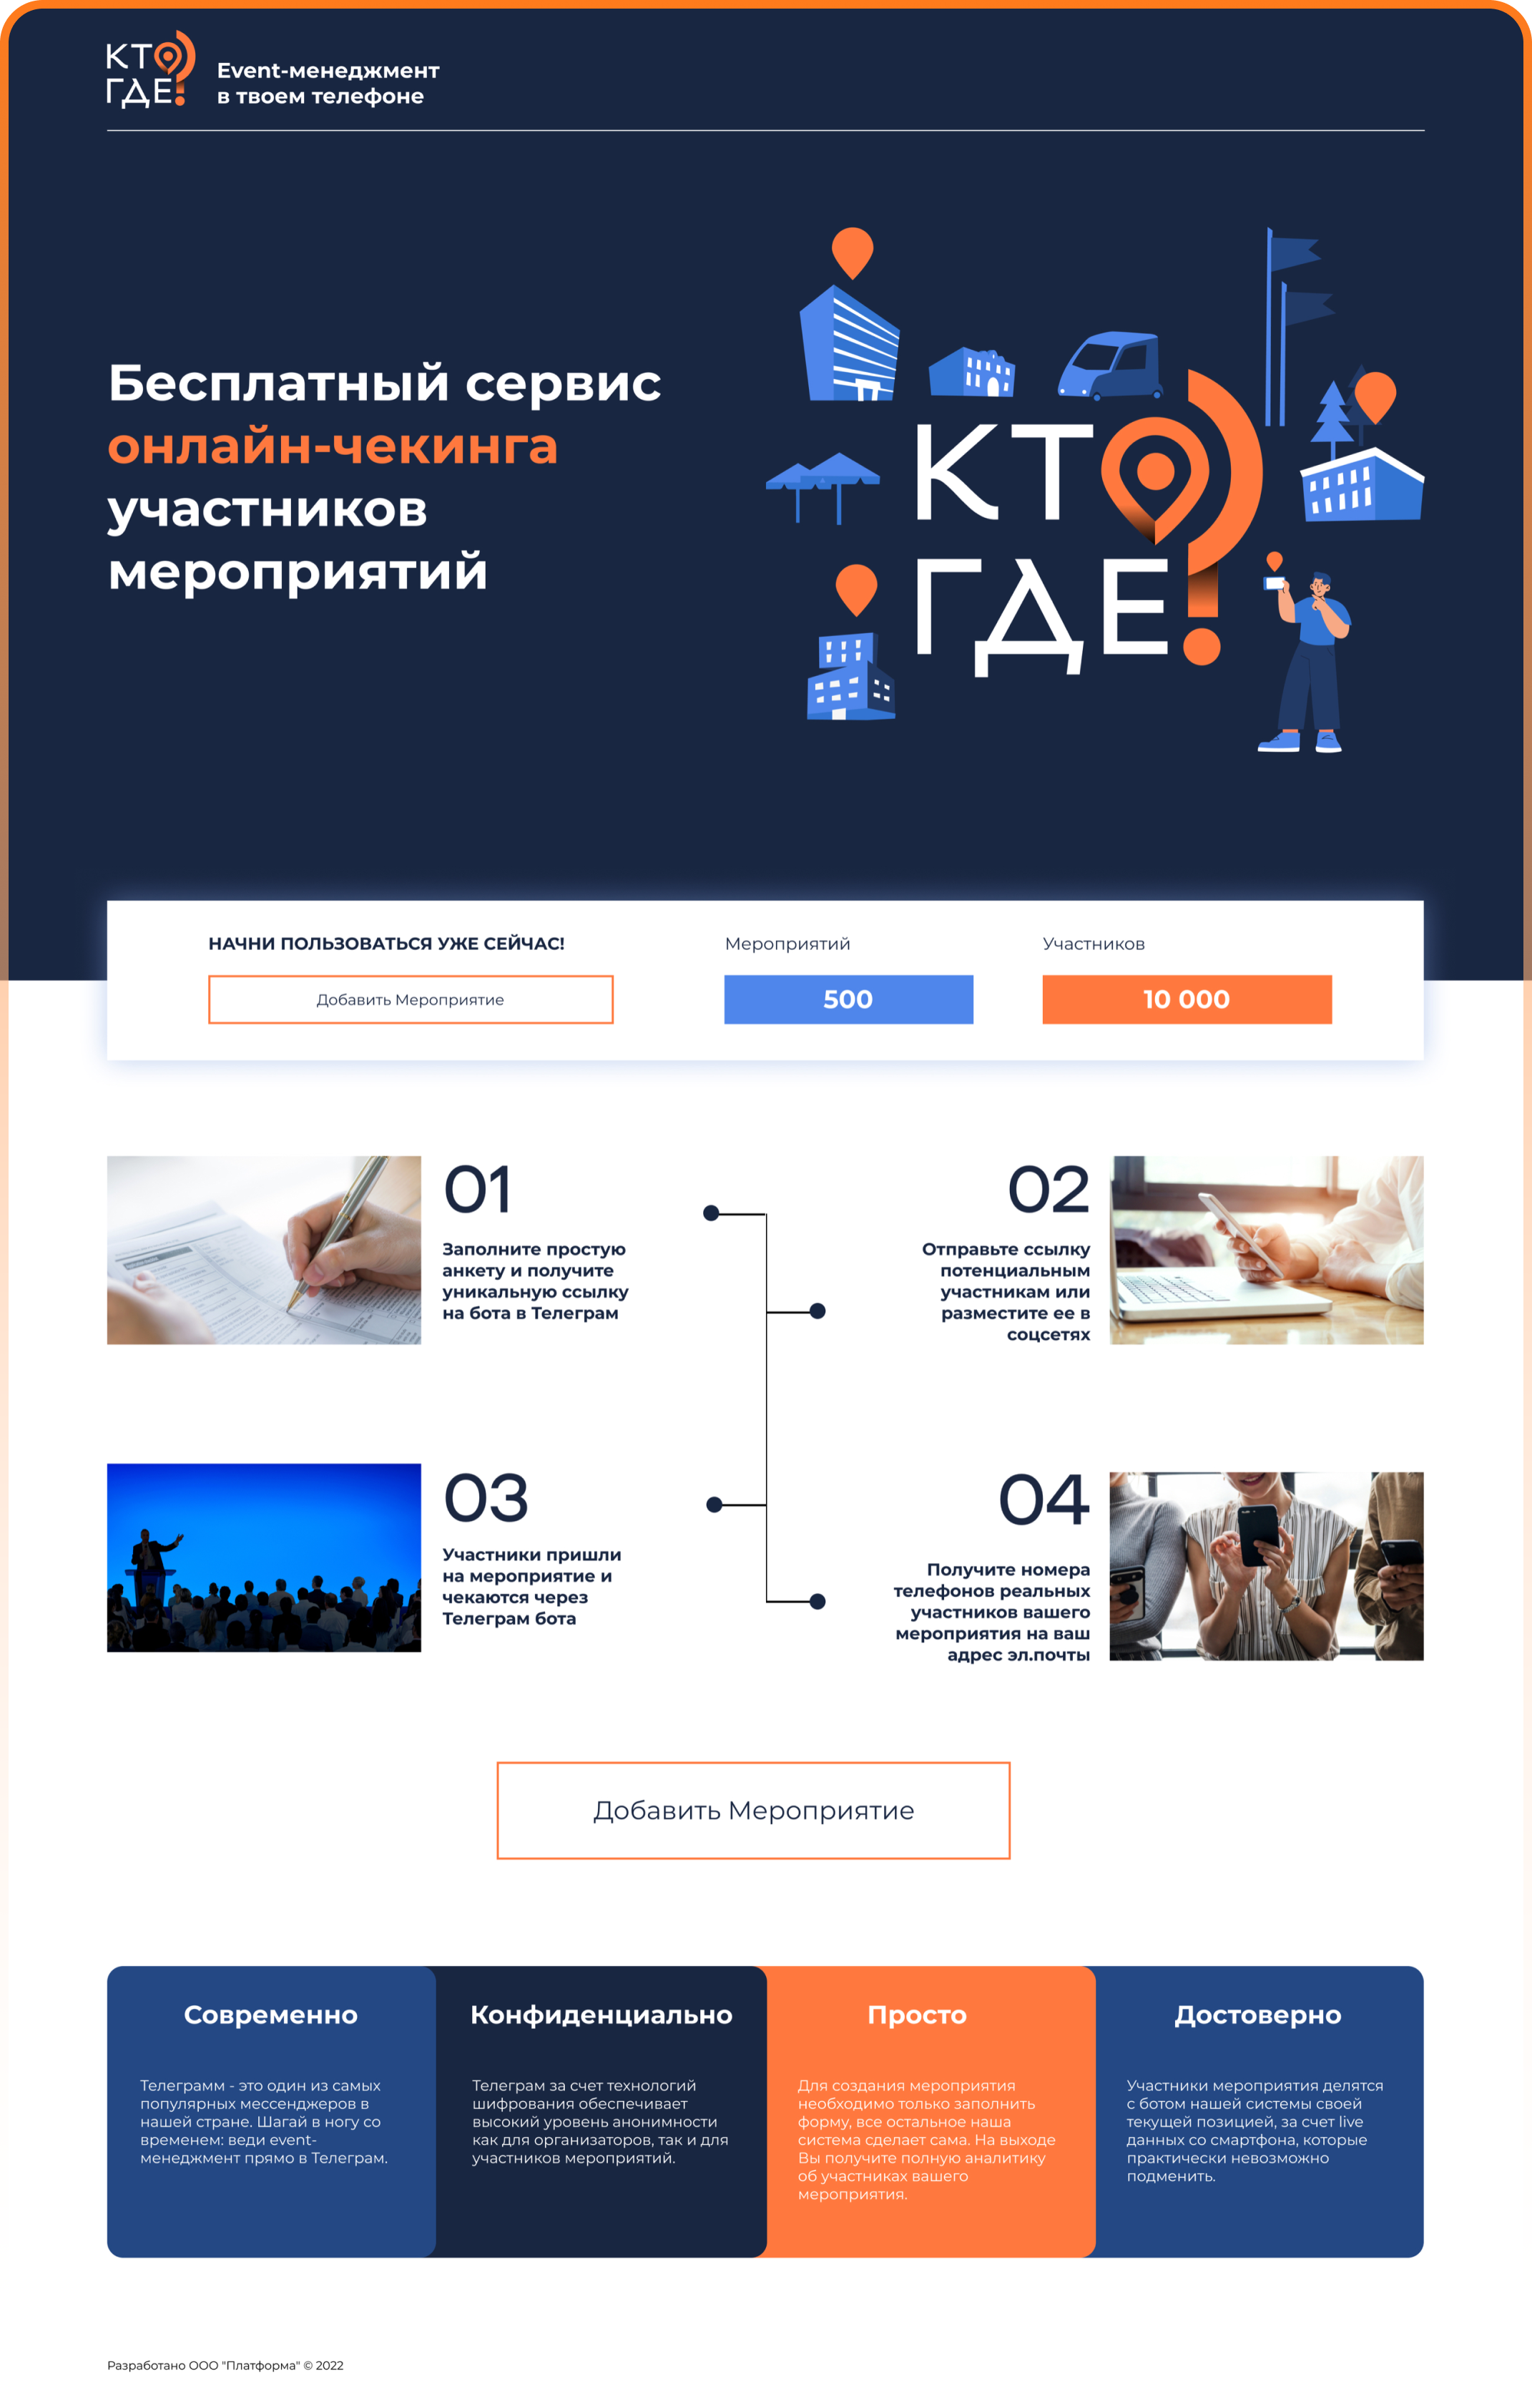 КТО
ГДЕ
Event-менеджмент
в твоем телефоне
Бесплатный сервис
онлайн-чекинга
участников
мероприятий
КТО
ГДЕ
НАЧНИ ПОЛЬЗОВАТЬСЯ УЖЕ СЕЙЧАС!
Добавить Мероприятие
Мероприятий
500
Участников
10 000
01
Заполните простую
анкету и получите
уникальную ссылку
на бота в Телеграм
02
Отправьте ссылку
потенциальным
участникам или
разместите ее в
соцсетях
03
Участники пришли
на мероприятие и
чекаются через
Телеграм бота
04
Получите номера
телефонов реальных
участников вашего
мероприятия на ваш
адрес эл.почты
Добавить Мероприятие
Современно
Телеграмм - это один из самых
популярных мессенджеров в
нашей стране. Шагай в ногу со
временем: веди event-
менеджмент прямо в Телеграм.
Конфиденциально
Телеграм за счет технологий
шифрования обеспечивает
высокий уровень анонимности
как для организаторов, так и для
участников мероприятий.
Просто
Для создания мероприятия
необходимо только заполнить
форму, все остальное наша
система сделает сама. На выходе
Вы получите полную аналитику
об участниках вашего
мероприятия.
Достоверно
Участники мероприятия делятся
с ботом нашей системы своей
текущей позицией, за счет live
данных со смартфона, которые
практически невозможно
подменить.
Разработано ООО "Платформа" © 2022